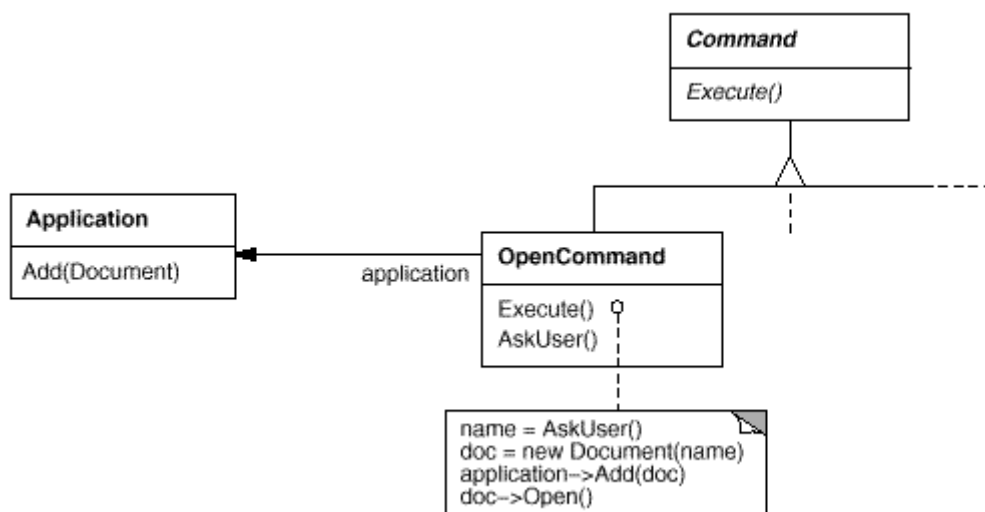 Command
Execute()
Application
Add(Document)
application
OpenCommand
Execute()
AskUser()
name = AskUser()
doc = new Document(name)
application->Add(doc)
doc->Open()